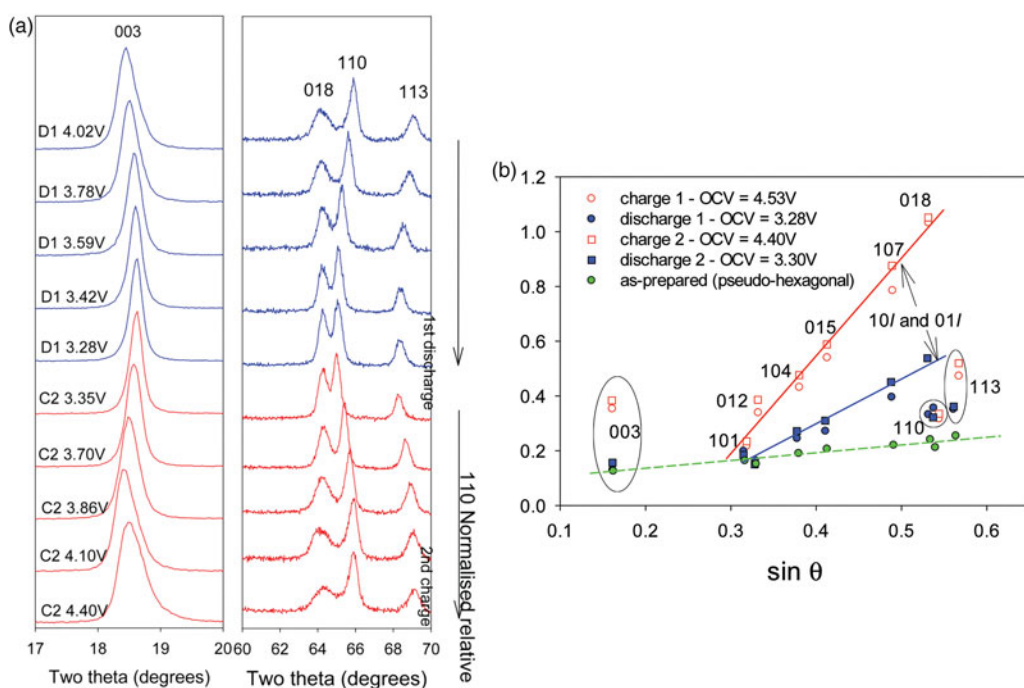 (a)
003
D1 4.02V
D1 3.78V
D1 3.59V
D1 3.42V
D1 3.28V
C2 3.35V
C2 3.70V
C2 3.86V
C2 4.10V
C2 4.40V
17 18 19 20
Two theta (degrees)
018 110 113
60 62 64 66 68 70
Two theta (degrees)
1st discharge
2nd charge
110 Normalised relative
(b)
1.2
1.0
0.8
0.6
0.4
0.2
0.0
charge 1 - OCV = 4.53V
discharge 1 - OCV = 3.28V
charge 2 - OCV = 4.40V
discharge 2 - OCV = 3.30V
as-prepared (pseudo-hexagonal)
018
107
10l and 01l
015
104
012
101
003
110
113
0.1 0.2 0.3 0.4 0.5 0.6
sin θ